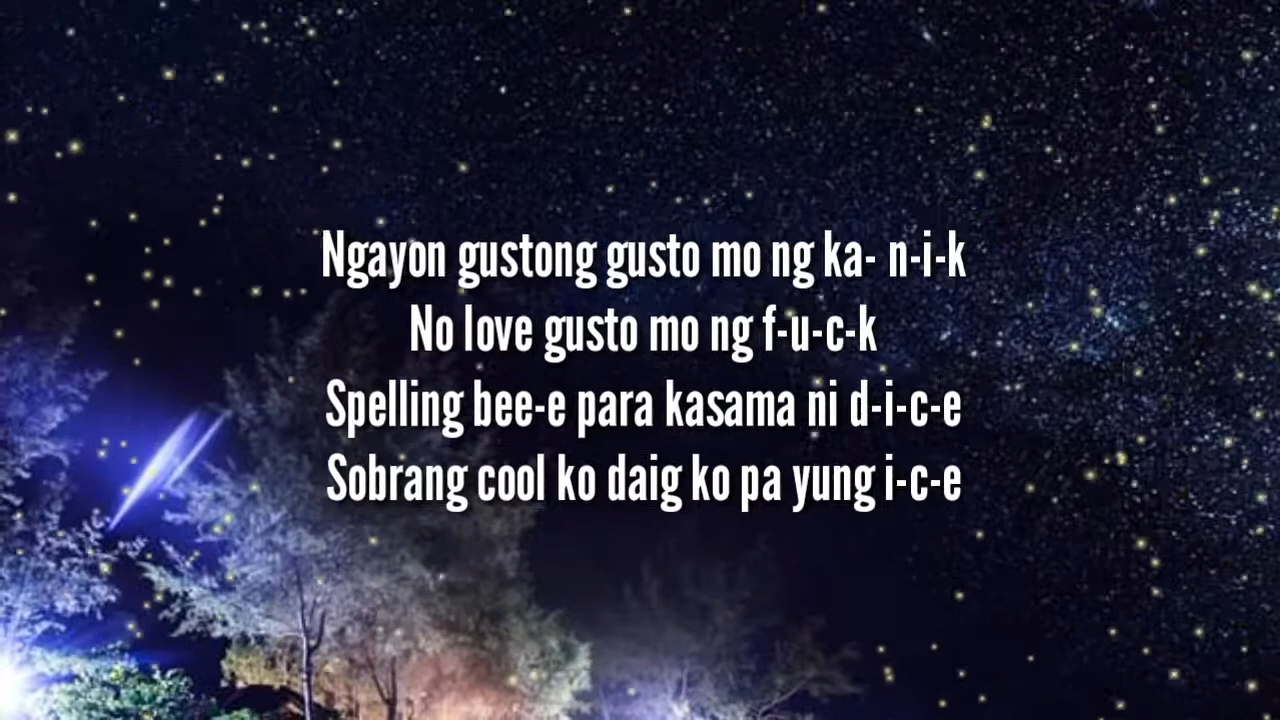 Ngayon gustong gusto mo ng ka- n-i-k
No love gusto mo ng f-u-c-k
Spelling bee-e para kasama ni d-i-c-e
Sobrang cool ko daig ko pa yung i-c-e